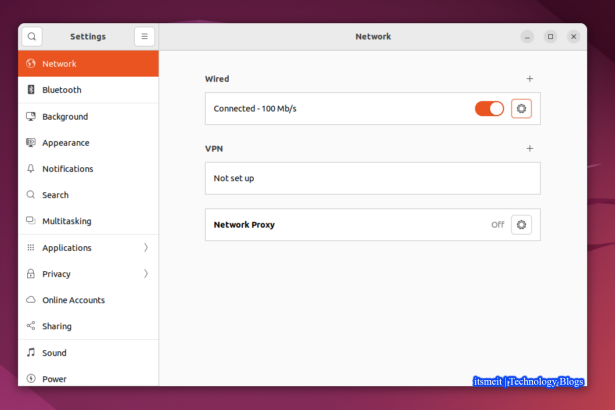 Settings
Network
Network
Bluetooth
Background
Appearance
Notifications
Search
Multitasking
Applications
Privacy
Online Accounts
Sharing
Sound
Power
Wired
Connected - 100 Mb/s
VPN
Not set up
Network Proxy
Off
itsmeit | Technology Blogs